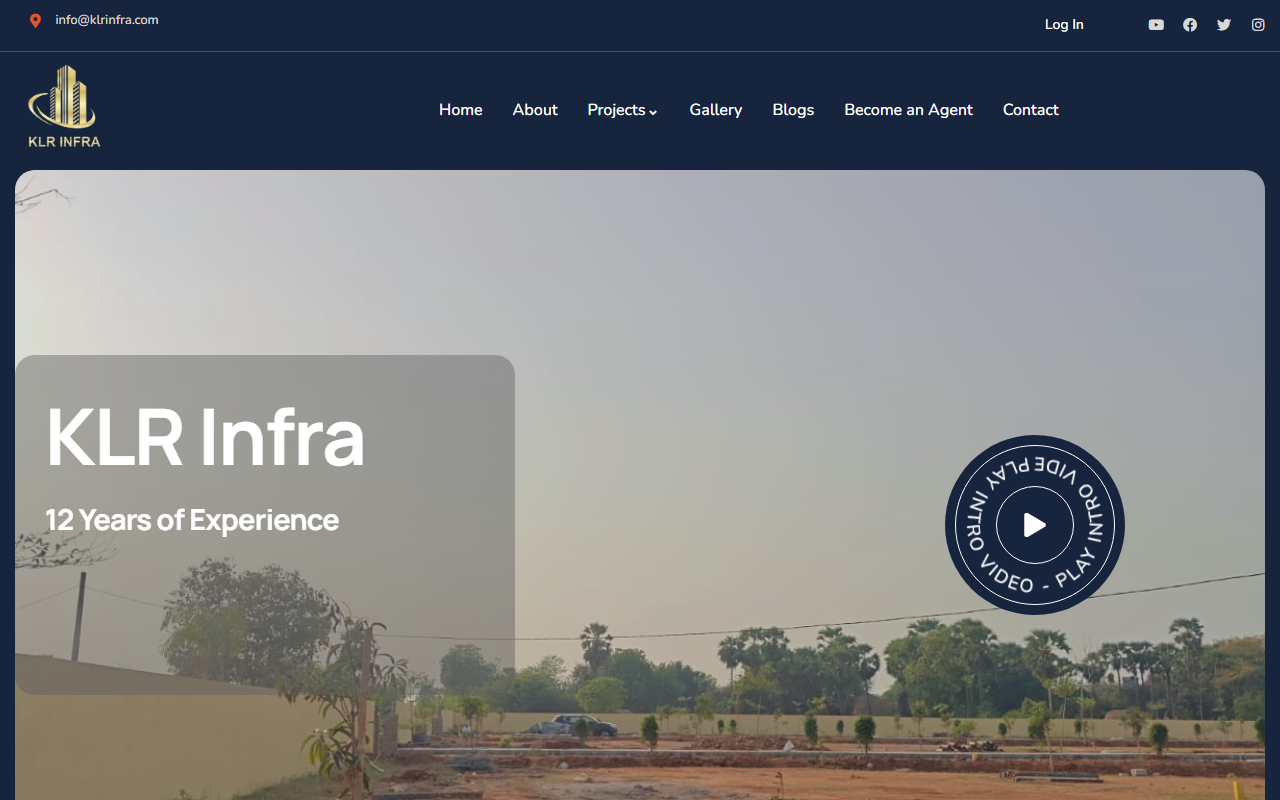 info@klrinfra.com
Log In
KLR INFRA
Home
About
Projects
Gallery
Blogs
Become an Agent
Contact
KLR Infra
12 Years of Experience
PLAY INTRO VIDEO - PLAY INTRO VIDE